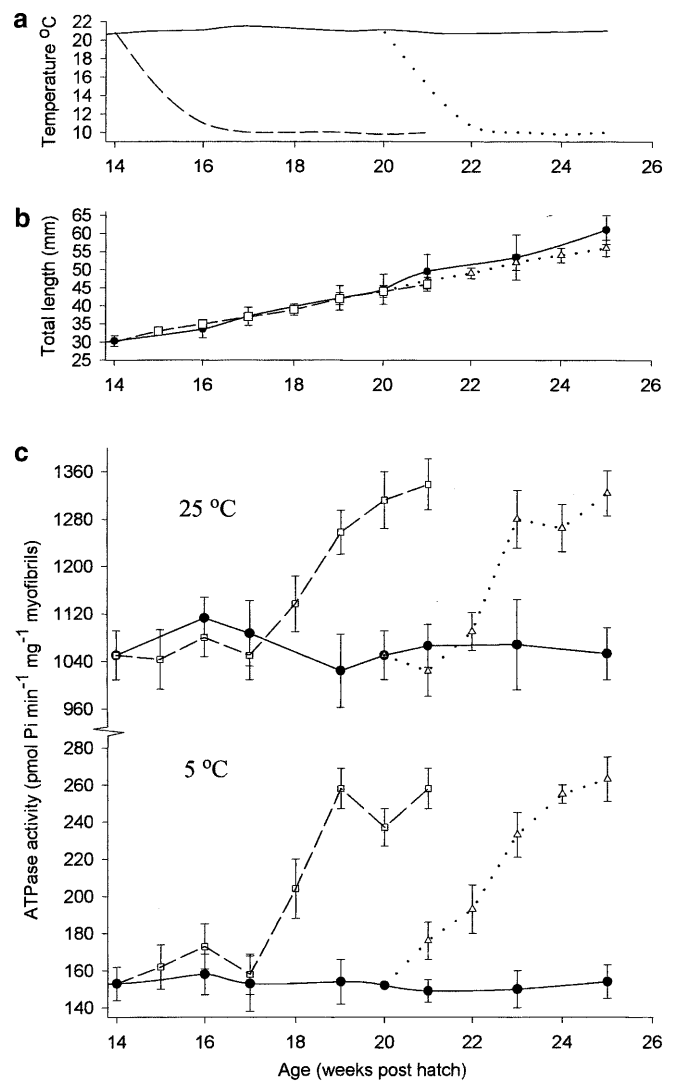 a
Temperature °C
22
20
18
16
14
12
10
14 16 18 20 22 24 26
b
Total length (mm)
65
60
55
50
45
40
35
30
25
14 16 18 20 22 24 26
c
ATPase activity (pmol Pi min⁻¹ mg⁻¹ myofibrils)
1360
25 °C
1280
1200
1120
1040
960
280
5 °C
260
240
220
200
180
160
140
14 16 18 20 22 24 26
Age (weeks post hatch)